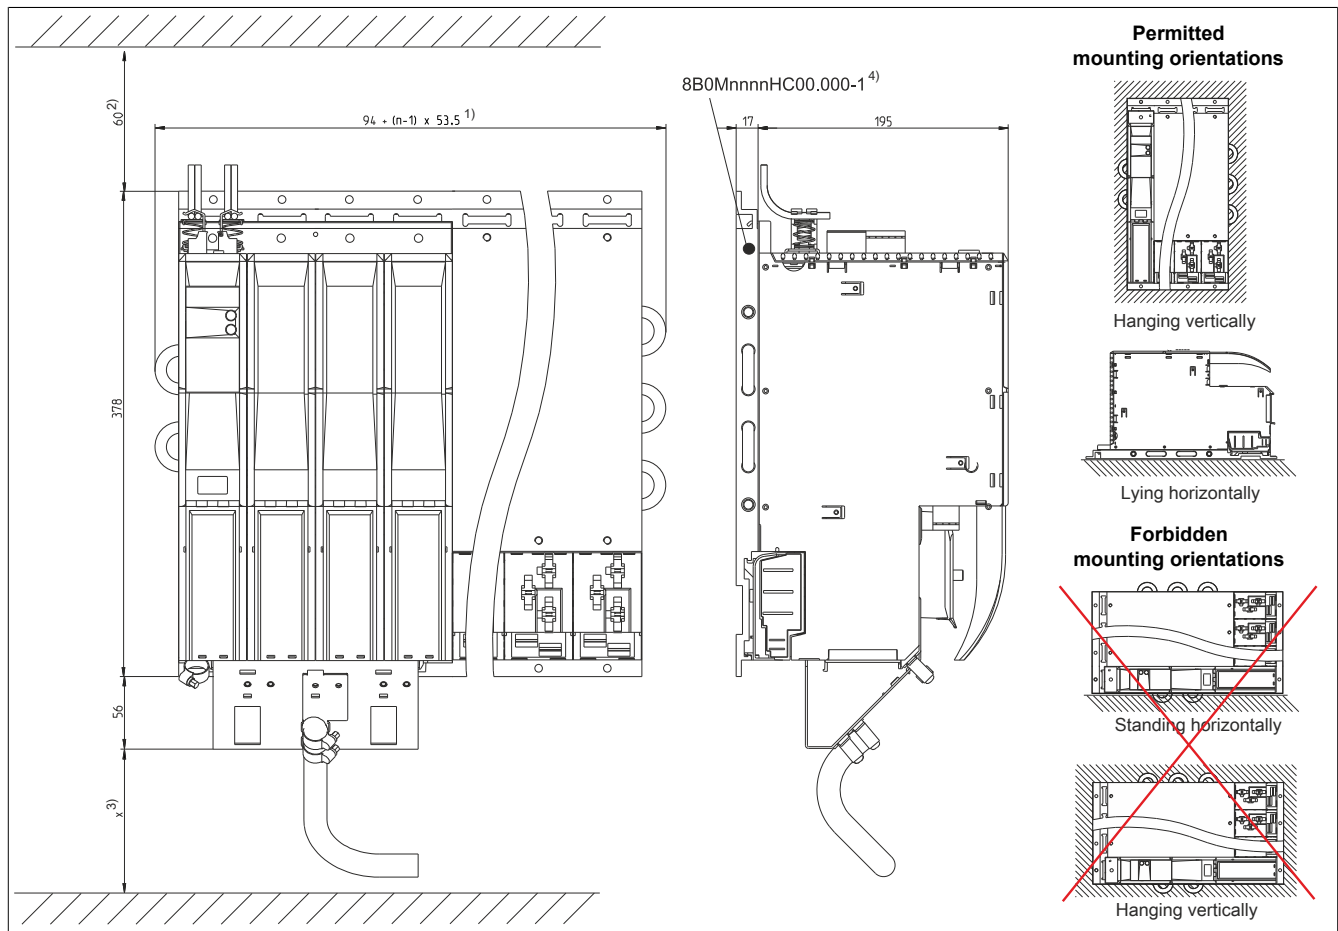 60 2)
94 + (n-1) x 53.5 1)
378
56
x 3)
8B0MnnnnHC00.000-1 4)
17
195
Permitted
mounting orientations
Hanging vertically
Lying horizontally
Forbidden
mounting orientations
Standing horizontally
Hanging vertically